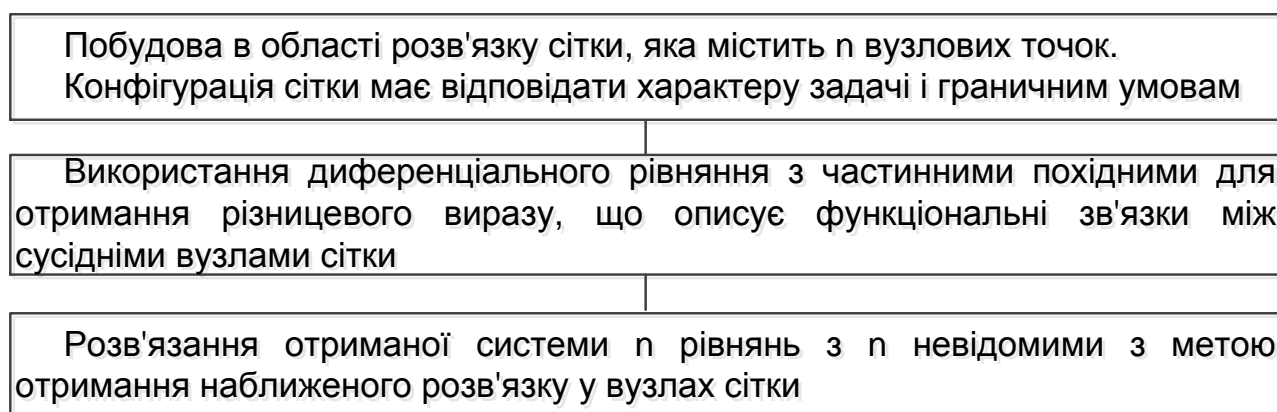 Побудова в області розв'язку сітки, яка містить n вузлових точок.
Конфігурація сітки має відповідати характеру задачі і граничним умовам
Використання диференціального рівняння з частинними похідними для
отримання різницевого виразу, що описує функціональні зв'язки між
сусідніми вузлами сітки
Розв'язання отриманої системи n рівнянь з n невідомими з метою
отримання наближеного розв'язку у вузлах сітки